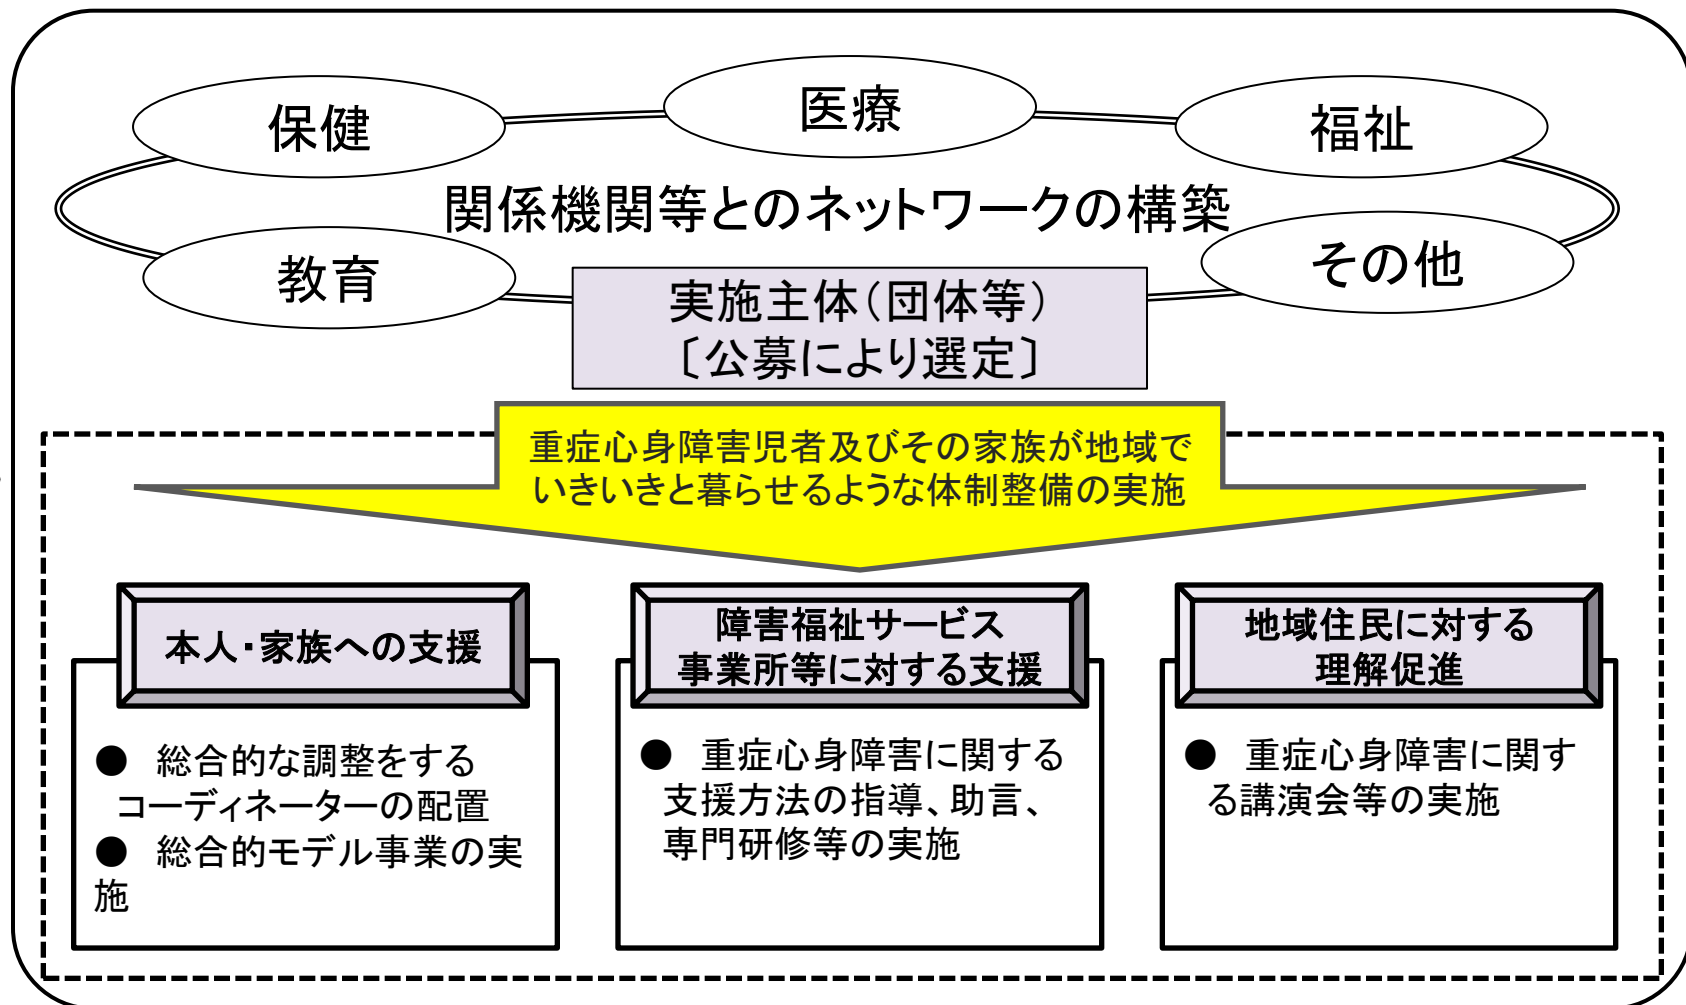 保健
医療
福祉
関係機関等とのネットワークの構築
教育
その他
実施主体（団体等）
〔公募により選定〕
重症心身障害児者及びその家族が地域で
いきいきと暮らせるような体制整備の実施
本人・家族への支援
● 総合的な調整をする
コーディネーターの配置
● 総合的モデル事業の実
施
障害福祉サービス
事業所等に対する支援
● 重症心身障害に関する
支援方法の指導、助言、
専門研修等の実施
地域住民に対する
理解促進
● 重症心身障害に関す
る講演会等の実施